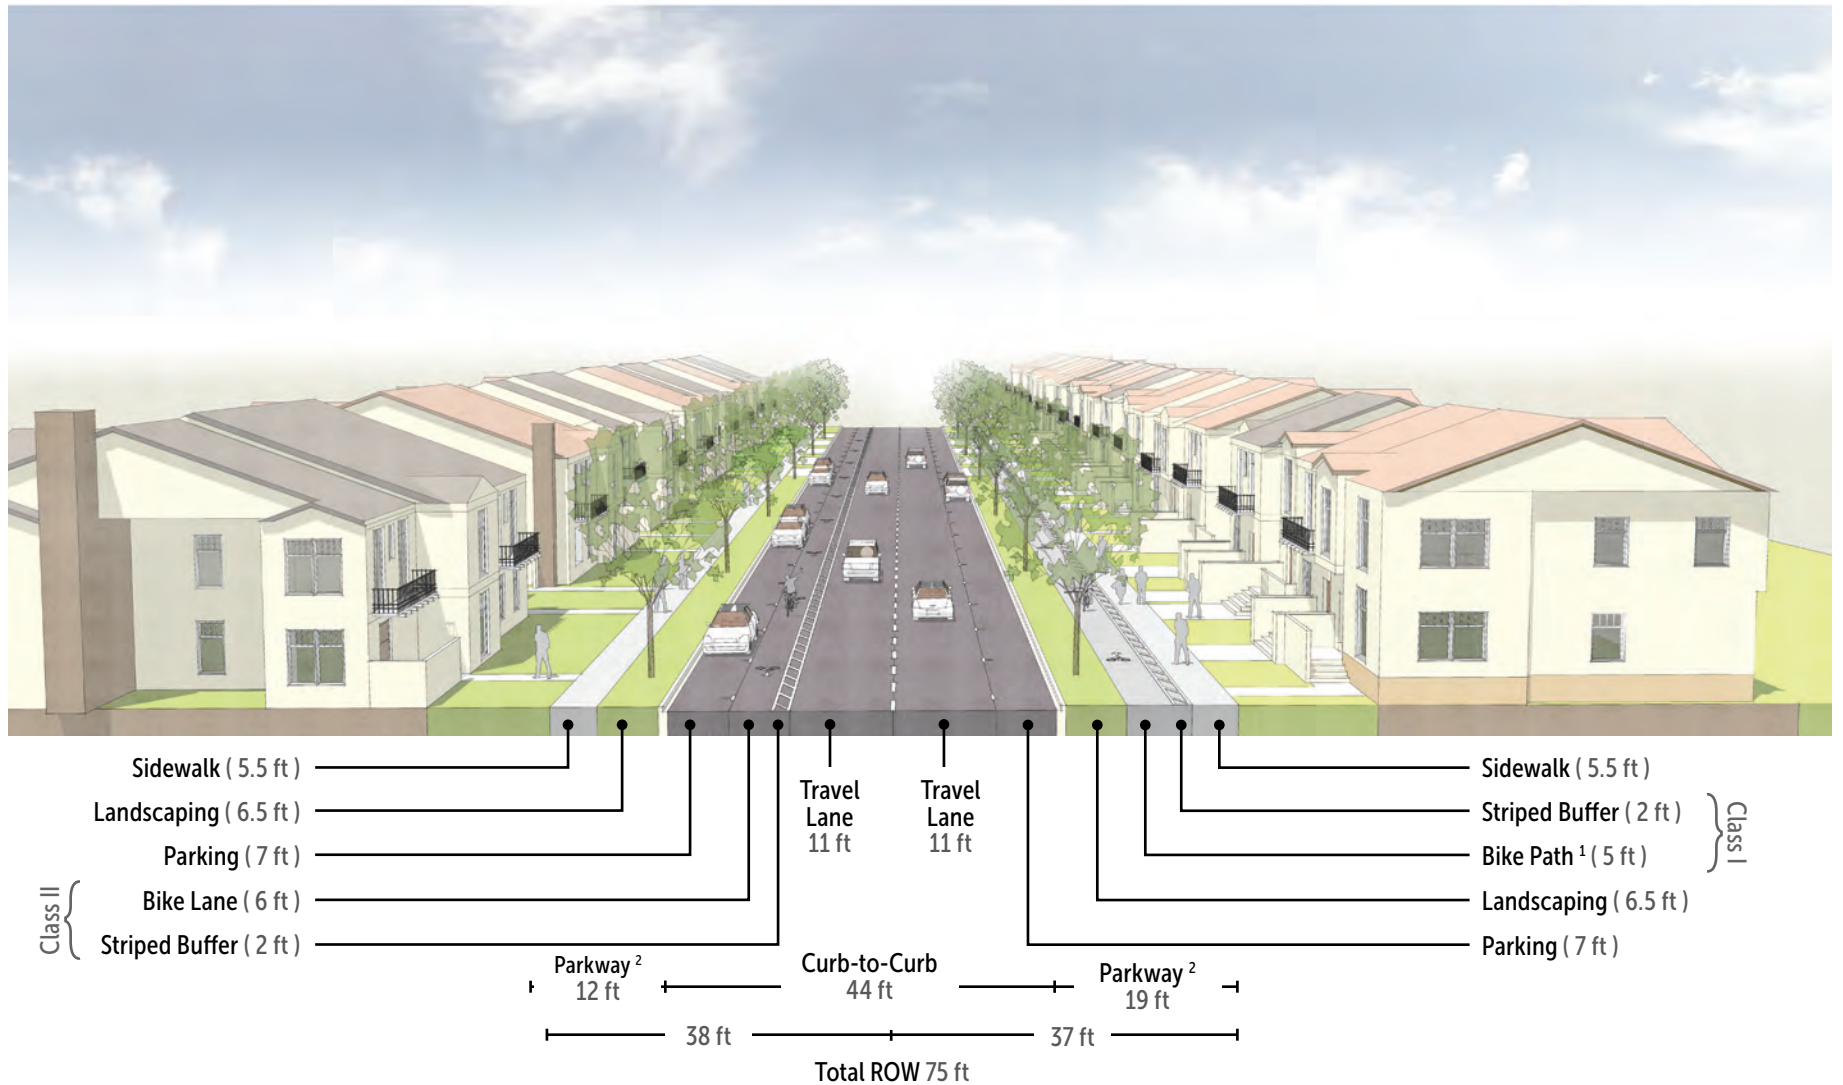 Sidewalk ( 5.5 ft )
Landscaping ( 6.5 ft )
Parking ( 7 ft )
Bike Lane ( 6 ft )
Striped Buffer ( 2 ft )
Class II
Travel
Lane
11 ft
Travel
Lane
11 ft
Sidewalk ( 5.5 ft )
Striped Buffer ( 2 ft )
Bike Path ¹ ( 5 ft )
Class I
Landscaping ( 6.5 ft )
Parking ( 7 ft )
Parkway ²
12 ft
Curb-to-Curb
44 ft
Parkway ²
19 ft
38 ft
37 ft
Total ROW 75 ft